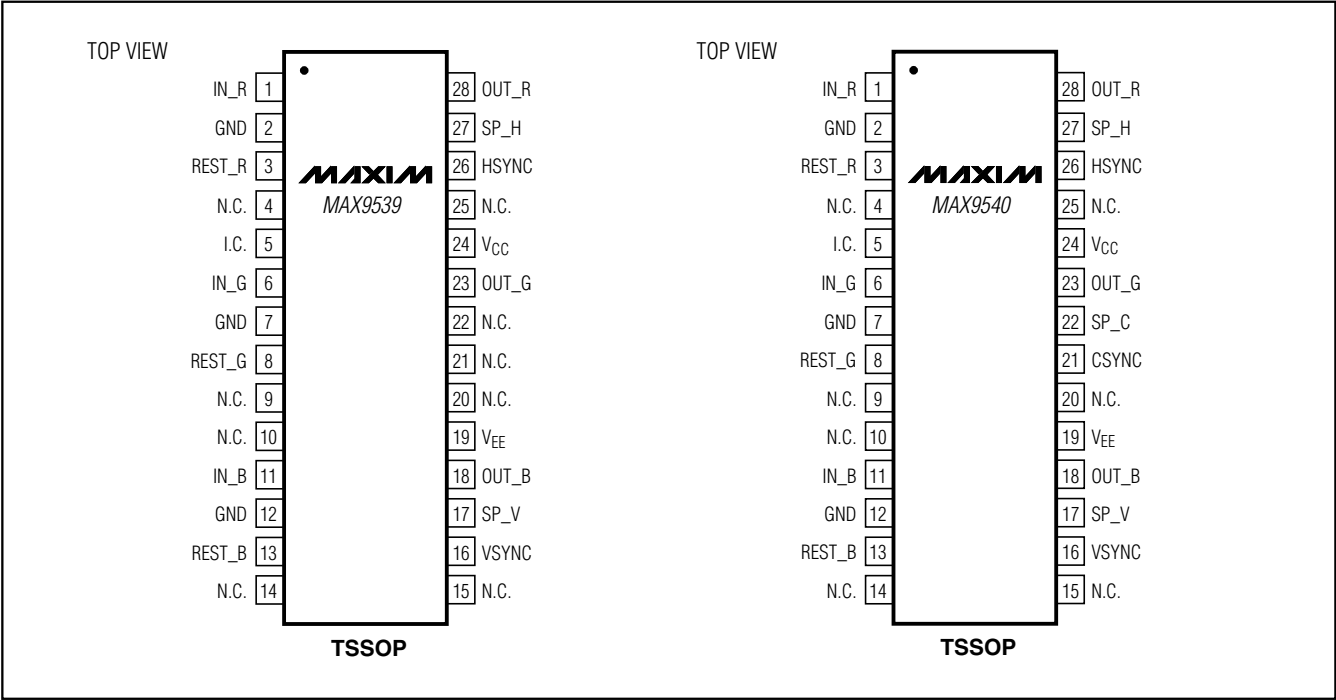 TOP VIEW
IN_R 1
GND 2
REST_R 3
N.C. 4
I.C. 5
IN_G 6
GND 7
REST_G 8
N.C. 9
N.C. 10
IN_B 11
GND 12
REST_B 13
N.C. 14
MAXIM
MAX9539
28 OUT_R
27 SP_H
26 HSYNC
25 N.C.
24 VCC
23 OUT_G
22 N.C.
21 N.C.
20 N.C.
19 VEE
18 OUT_B
17 SP_V
16 VSYNC
15 N.C.
TSSOP
TOP VIEW
IN_R 1
GND 2
REST_R 3
N.C. 4
I.C. 5
IN_G 6
GND 7
REST_G 8
N.C. 9
N.C. 10
IN_B 11
GND 12
REST_B 13
N.C. 14
MAXIM
MAX9540
28 OUT_R
27 SP_H
26 HSYNC
25 N.C.
24 VCC
23 OUT_G
22 SP_C
21 CSYNC
20 N.C.
19 VEE
18 OUT_B
17 SP_V
16 VSYNC
15 N.C.
TSSOP